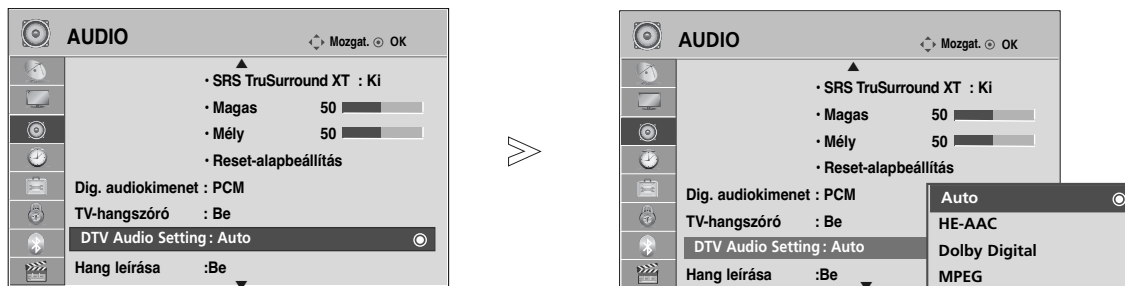 AUDIO Mozgat. OK
• SRS TruSurround XT : Ki
• Magas 50
• Mély 50
• Reset-alapbeállítás
Dig. audiokimenet : PCM
TV-hangszóró : Be
DTV Audio Setting : Auto
Hang leírása :Be
>
AUDIO Mozgat. OK
• SRS TruSurround XT : Ki
• Magas 50
• Mély 50
• Reset-alapbeállítás
Dig. audiokimenet : PCM
TV-hangszóró : Be
DTV Audio Setting : Auto
Hang leírása :Be
Auto
HE-AAC
Dolby Digital
MPEG